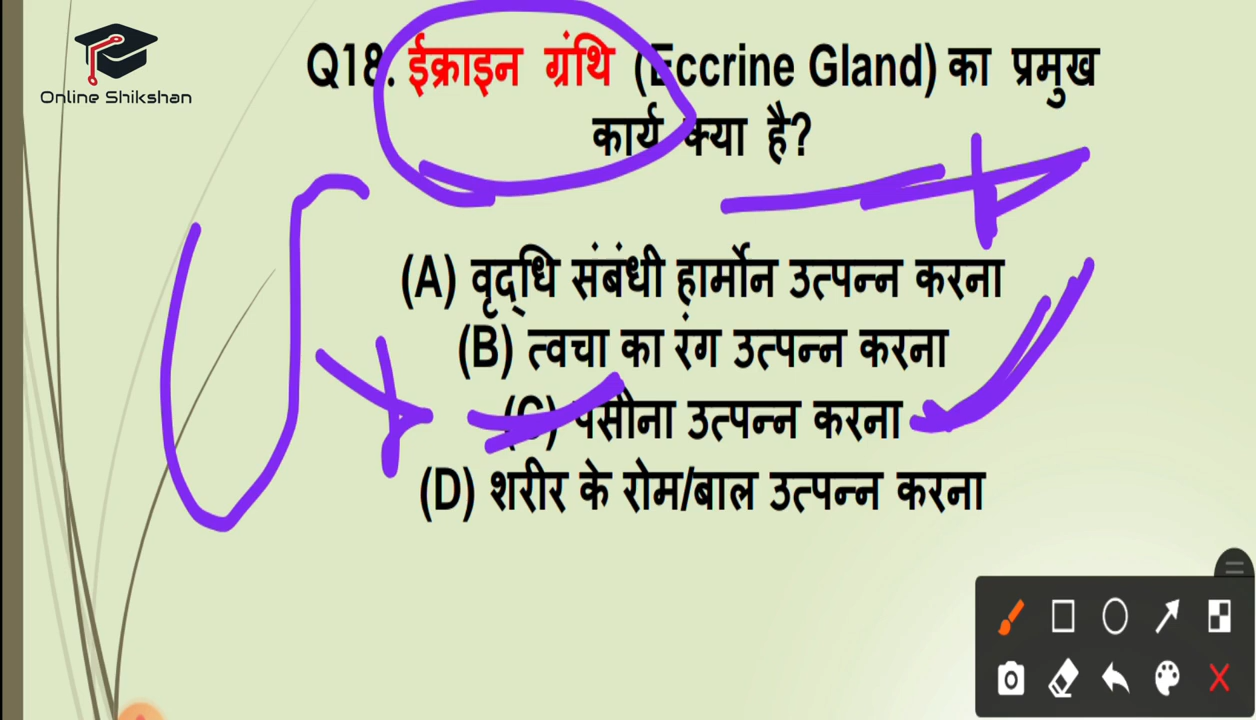 Online Shikshan
Q18. ईक्राइन ग्रंथि (Eccrine Gland) का प्रमुख
कार्य क्या है?
(A) वृद्धि संबंधी हार्मोन उत्पन्न करना
(B) त्वचा का रंग उत्पन्न करना
(C) पसीना उत्पन्न करना
(D) शरीर के रोम/बाल उत्पन्न करना